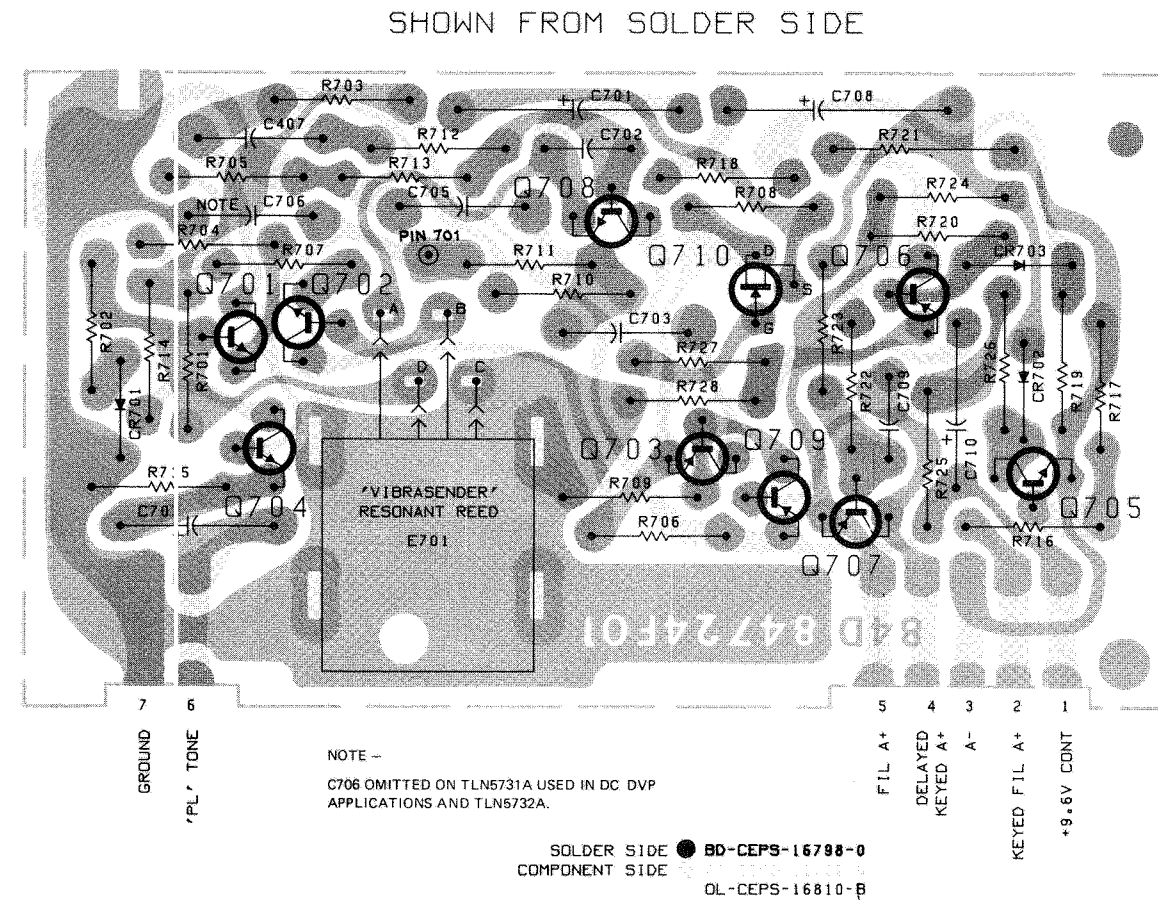 SHOWN FROM SOLDER SIDE
R703
C701
C708
C407
R712
C702
R721
R705
R713
Q708
R718
R724
NOTE
C706
C705
R708
R704
PIN 701
R720
R707
R711
Q710
D
Q706
CR703
Q701
Q702
R710
S
A
B
G
R702
R714
R701
C703
R723
R727
R722
C709
R726
CR702
R719
R717
CR701
D
C
R728
Q703
Q709
R725
C710
R715
Q704
'VIBRASENDER'
RESONANT REED
E701
R709
Q705
C70
R706
Q707
R716
84D 84724F01
7
6
5
4
3
2
1
GROUND
'PL' TONE
FIL A+
DELAYED
KEYED A+
A-
KEYED FIL A+
+9.6V CONT
NOTE –
C706 OMITTED ON TLN5731A USED IN DC DVP
APPLICATIONS AND TLN5732A.
SOLDER SIDE BD-CEPS-16798-0
COMPONENT SIDE
OL-CEPS-16810-B